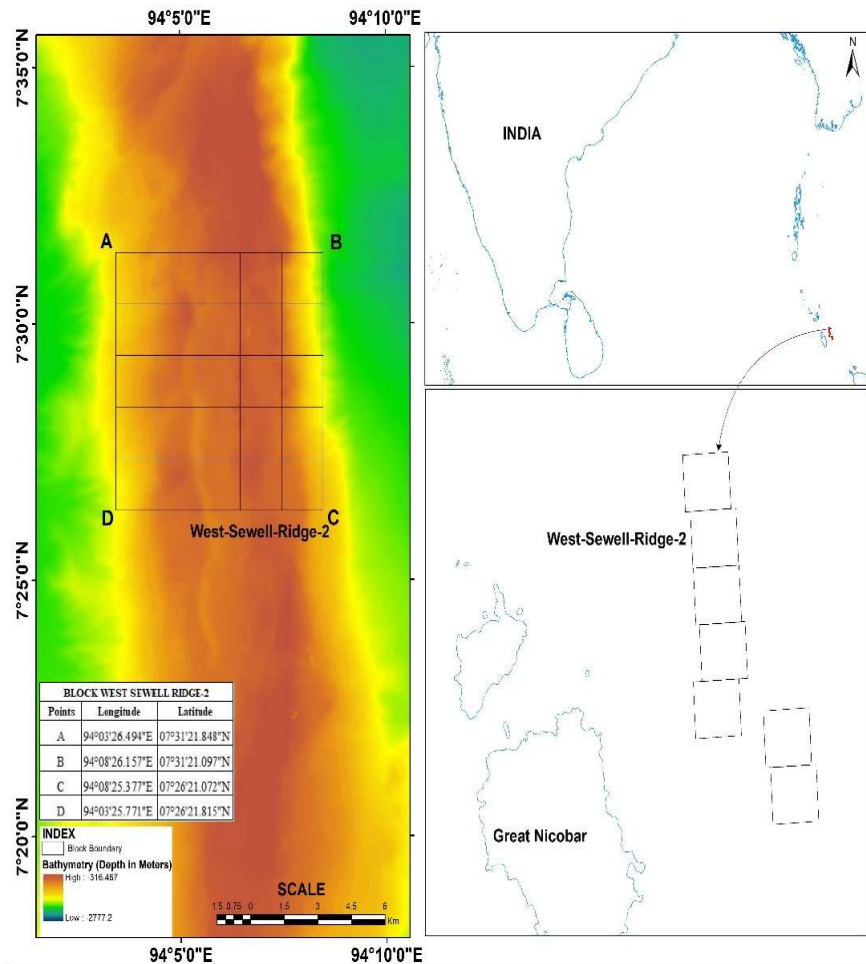 94°5'0"E 94°10'0"E
7°35'0"N
7°30'0"N
7°25'0"N
7°20'0"N
A B
D C
West-Sewell-Ridge-2
BLOCK WEST SEWELL RIDGE-2
Points Longitude Latitude
A 94°03'26.494"E 07°31'21.848"N
B 94°08'26.157"E 07°31'21.097"N
C 94°08'25.377"E 07°26'21.072"N
D 94°03'25.771"E 07°26'21.815"N
INDEX
Block Boundary
Bathymetry (Depth in Meters)
High : -316.467
Low : -2777.2
SCALE
1.5 0.75 0 1.5 3 4.5 6
Km
94°5'0"E 94°10'0"E
N
INDIA
West-Sewell-Ridge-2
Great Nicobar